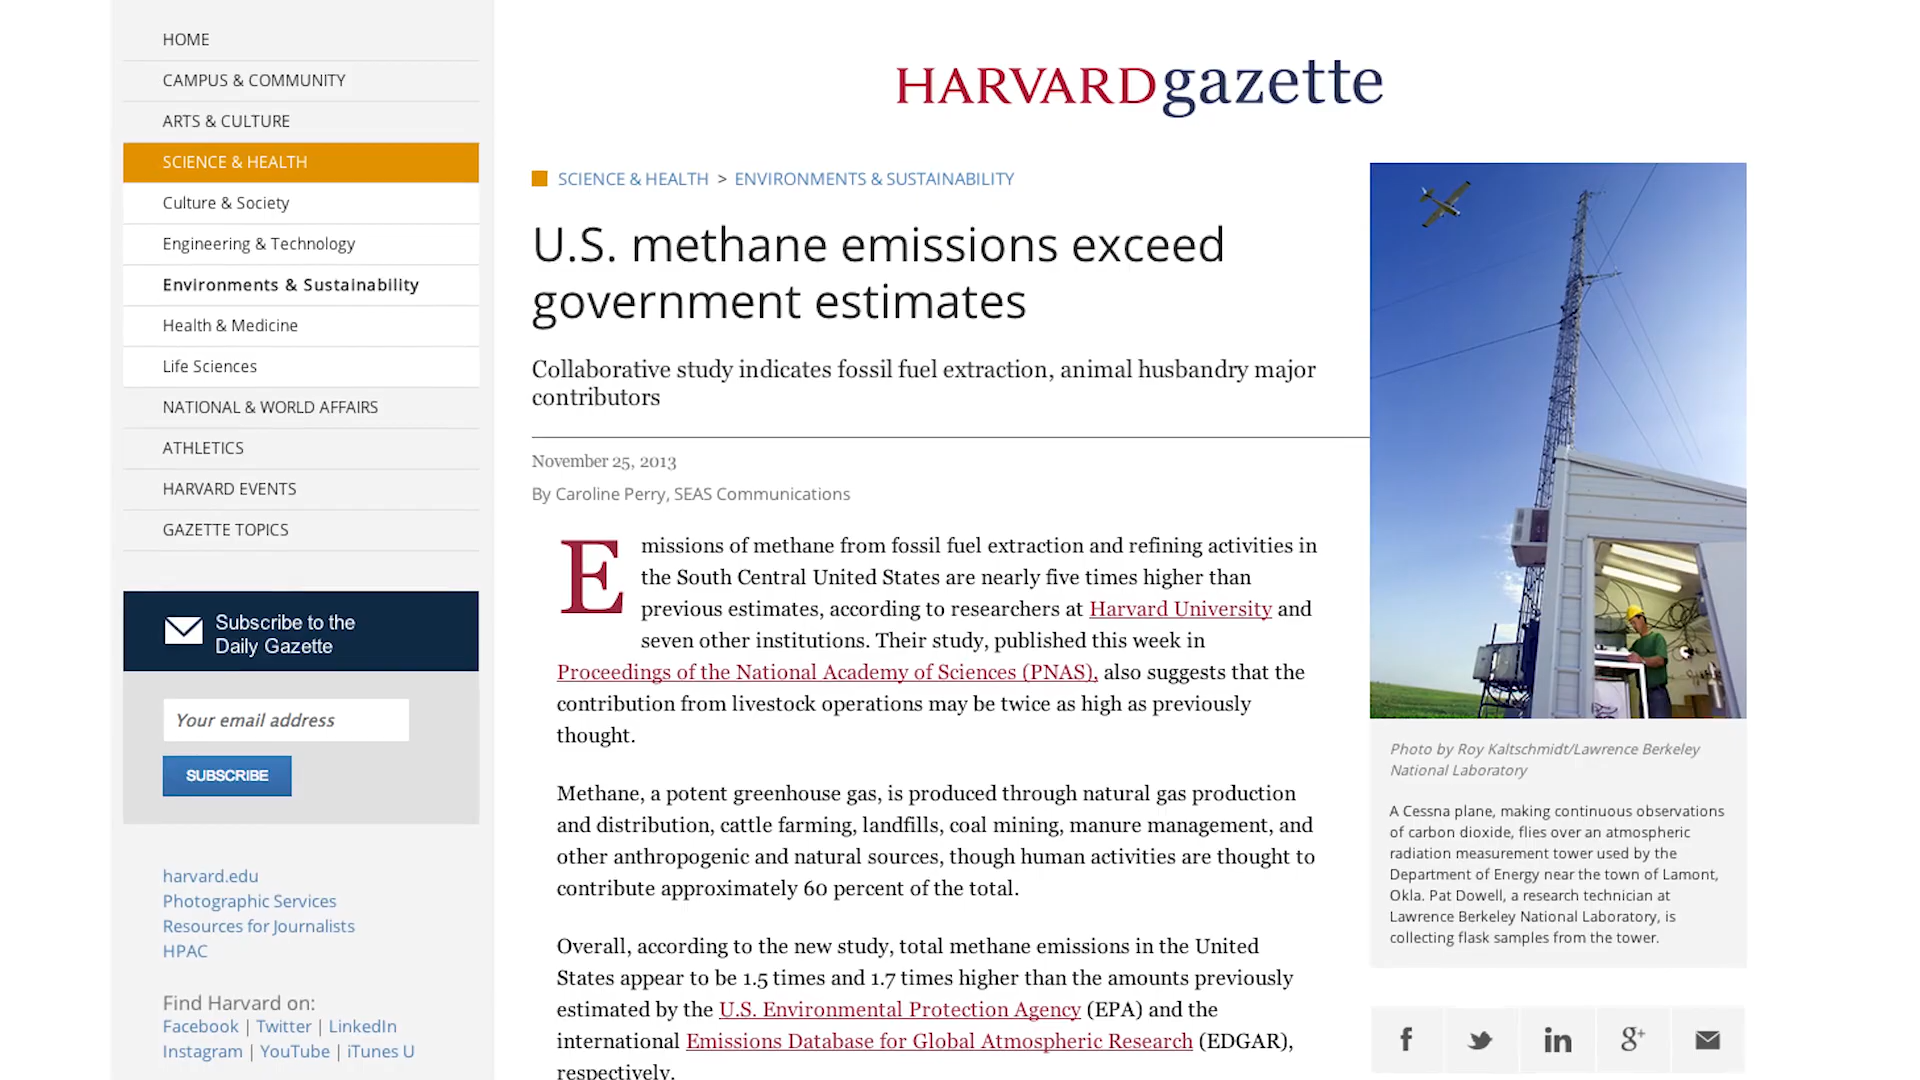 HOME
CAMPUS & COMMUNITY
ARTS & CULTURE
SCIENCE & HEALTH
Culture & Society
Engineering & Technology
Environments & Sustainability
Health & Medicine
Life Sciences
NATIONAL & WORLD AFFAIRS
ATHLETICS
HARVARD EVENTS
GAZETTE TOPICS
Subscribe to the
Daily Gazette
Your email address
SUBSCRIBE
harvard.edu
Photographic Services
Resources for Journalists
HPAC
Find Harvard on:
Facebook | Twitter | LinkedIn
Instagram | YouTube | iTunes U
HARVARDgazette
SCIENCE & HEALTH > ENVIRONMENTS & SUSTAINABILITY
U.S. methane emissions exceed
government estimates
Collaborative study indicates fossil fuel extraction, animal husbandry major
contributors
November 25, 2013
By Caroline Perry, SEAS Communications
Emissions of methane from fossil fuel extraction and refining activities in
the South Central United States are nearly five times higher than
previous estimates, according to researchers at Harvard University and
seven other institutions. Their study, published this week in
Proceedings of the National Academy of Sciences (PNAS), also suggests that the
contribution from livestock operations may be twice as high as previously
thought.
Methane, a potent greenhouse gas, is produced through natural gas production
and distribution, cattle farming, landfills, coal mining, manure management, and
other anthropogenic and natural sources, though human activities are thought to
contribute approximately 60 percent of the total.
Overall, according to the new study, total methane emissions in the United
States appear to be 1.5 times and 1.7 times higher than the amounts previously
estimated by the U.S. Environmental Protection Agency (EPA) and the
international Emissions Database for Global Atmospheric Research (EDGAR),
respectively.
Photo by Roy Kaltschmidt/Lawrence Berkeley
National Laboratory
A Cessna plane, making continuous observations
of carbon dioxide, flies over an atmospheric
radiation measurement tower used by the
Department of Energy near the town of Lamont,
Okla. Pat Dowell, a research technician at
Lawrence Berkeley National Laboratory, is
collecting flask samples from the tower.
f in g+